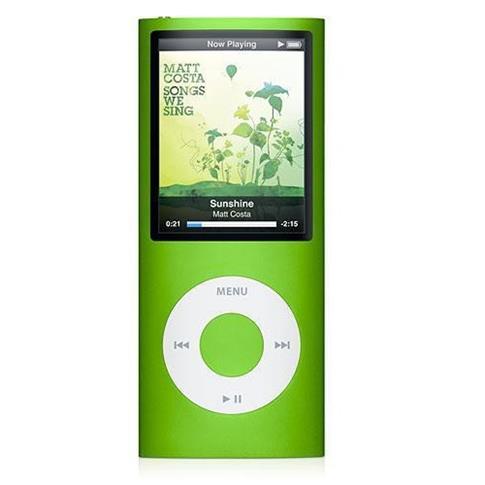 Now Playing
MATT
COSTA
SONGS
WE
SING
Sunshine
Matt Costa
0:21 -2:15
MENU